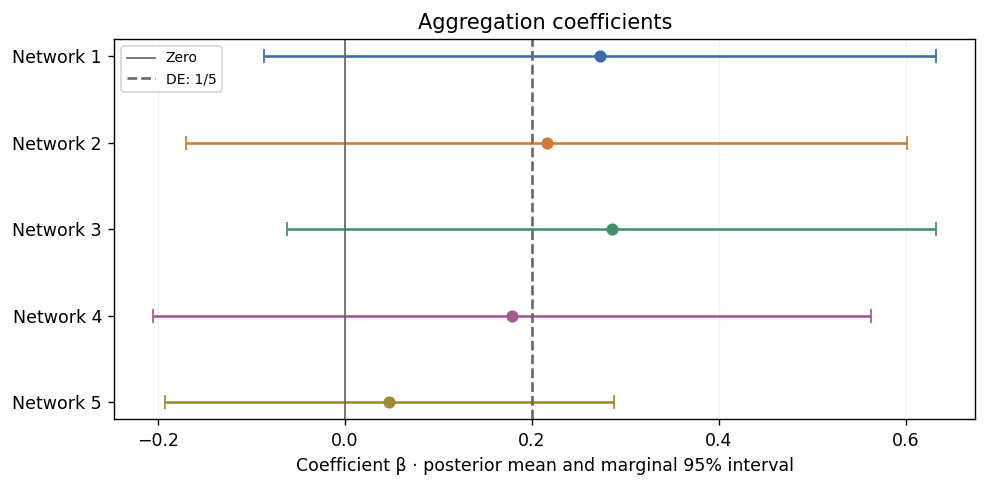 Aggregation coefficients
Zero
DE: 1/5
Network 1
Network 2
Network 3
Network 4
Network 5
−0.2 0.0 0.2 0.4 0.6
Coefficient β · posterior mean and marginal 95% interval